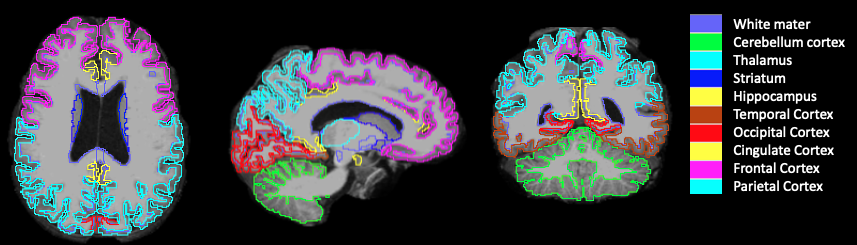 White mater
Cerebellum cortex
Thalamus
Striatum
Hippocampus
Temporal Cortex
Occipital Cortex
Cingulate Cortex
Frontal Cortex
Parietal Cortex